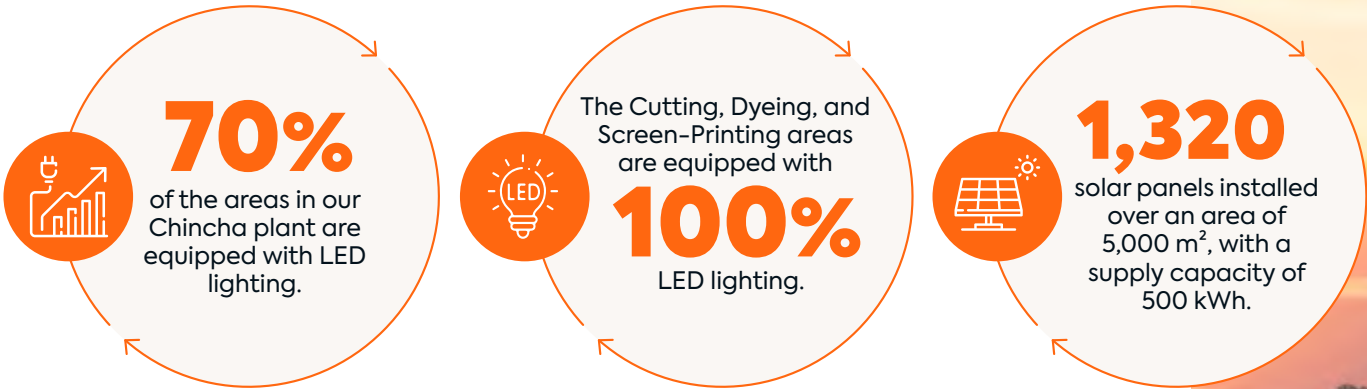 70%
of the areas in our
Chincha plant are
equipped with LED
lighting.
The Cutting, Dyeing, and
Screen-Printing areas
are equipped with
LED
100%
LED lighting.
1,320
solar panels installed
over an area of
5,000 m², with a
supply capacity of
500 kWh.